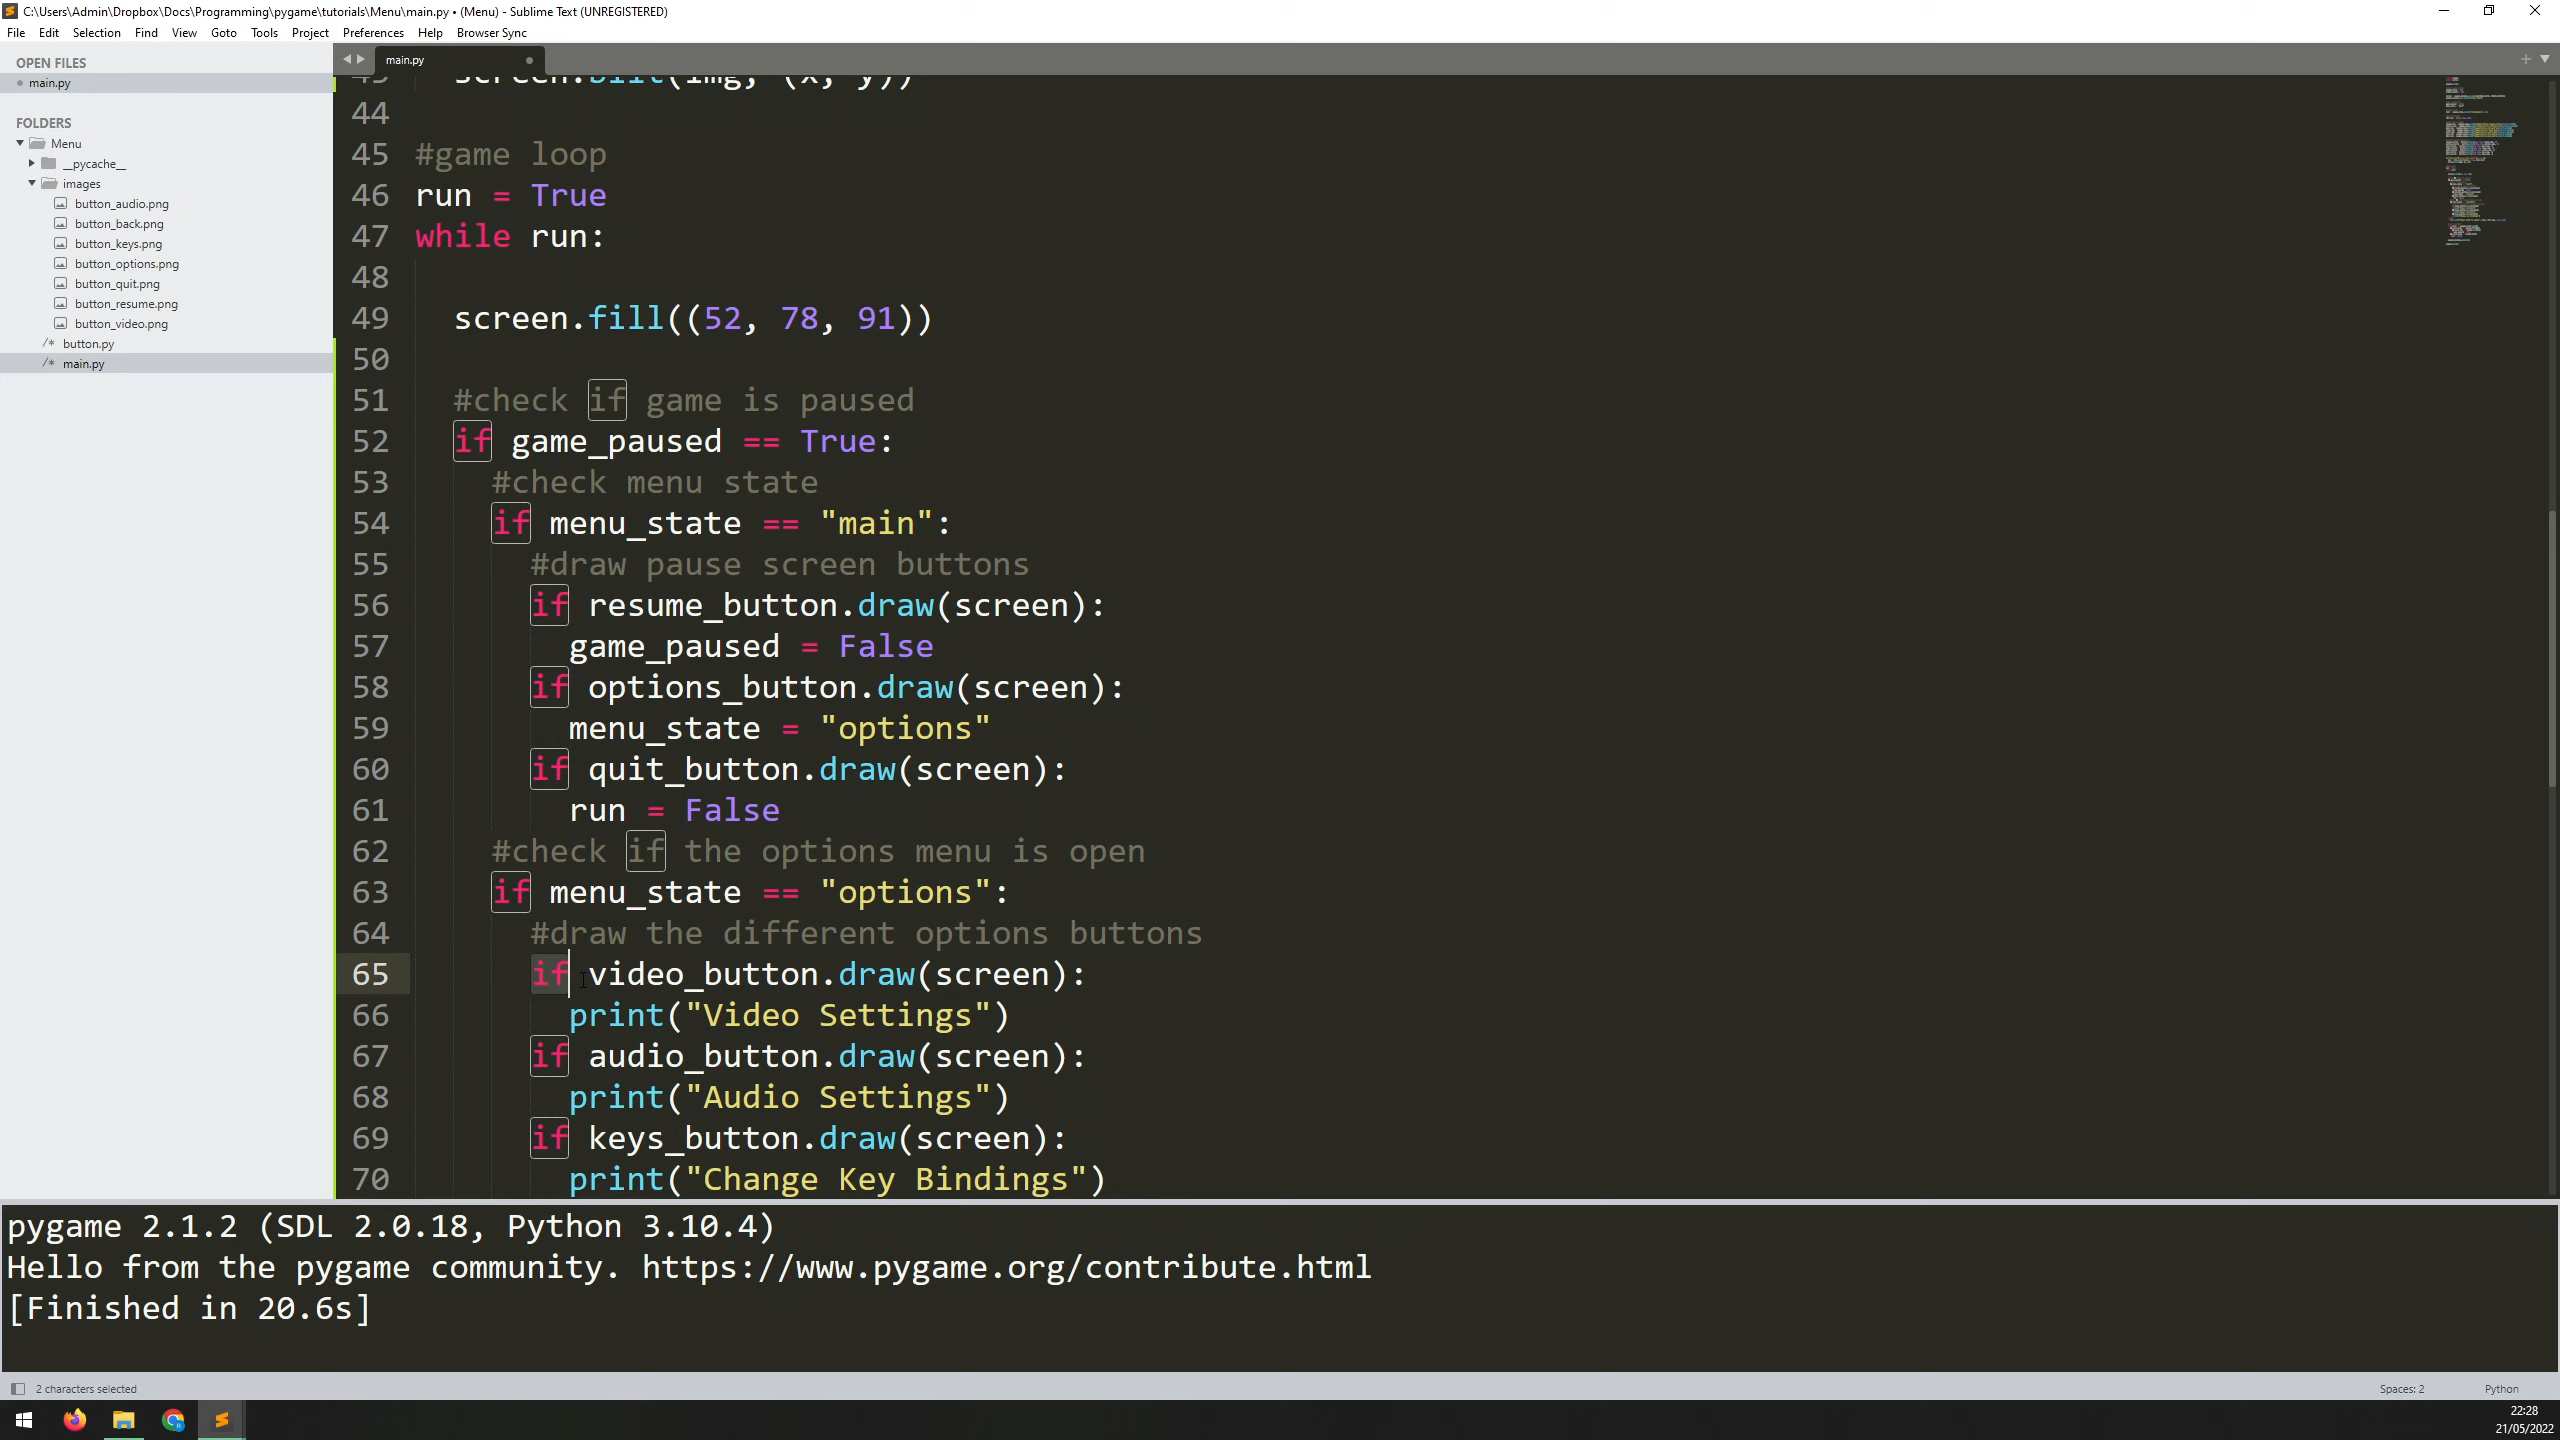 C:\Users\Admin\Dropbox\Docs\Programming\pygame\tutorials\Menu\main.py • (Menu) - Sublime Text (UNREGISTERED)
File Edit Selection Find View Goto Tools Project Preferences Help Browser Sync
OPEN FILES
main.py
FOLDERS
Menu
__pycache__
images
button_audio.png
button_back.png
button_keys.png
button_options.png
button_quit.png
button_resume.png
button_video.png
/* button.py
/* main.py
main.py
43 screen.blit(img, (x, y))
44
45 #game loop
46 run = True
47 while run:
48
49 screen.fill((52, 78, 91))
50
51 #check if game is paused
52 if game_paused == True:
53 #check menu state
54 if menu_state == "main":
55 #draw pause screen buttons
56 if resume_button.draw(screen):
57 game_paused = False
58 if options_button.draw(screen):
59 menu_state = "options"
60 if quit_button.draw(screen):
61 run = False
62 #check if the options menu is open
63 if menu_state == "options":
64 #draw the different options buttons
65 if video_button.draw(screen):
66 print("Video Settings")
67 if audio_button.draw(screen):
68 print("Audio Settings")
69 if keys_button.draw(screen):
70 print("Change Key Bindings")
pygame 2.1.2 (SDL 2.0.18, Python 3.10.4)
Hello from the pygame community. https://www.pygame.org/contribute.html
[Finished in 20.6s]
2 characters selected
Spaces: 2
Python
22:28
21/05/2022